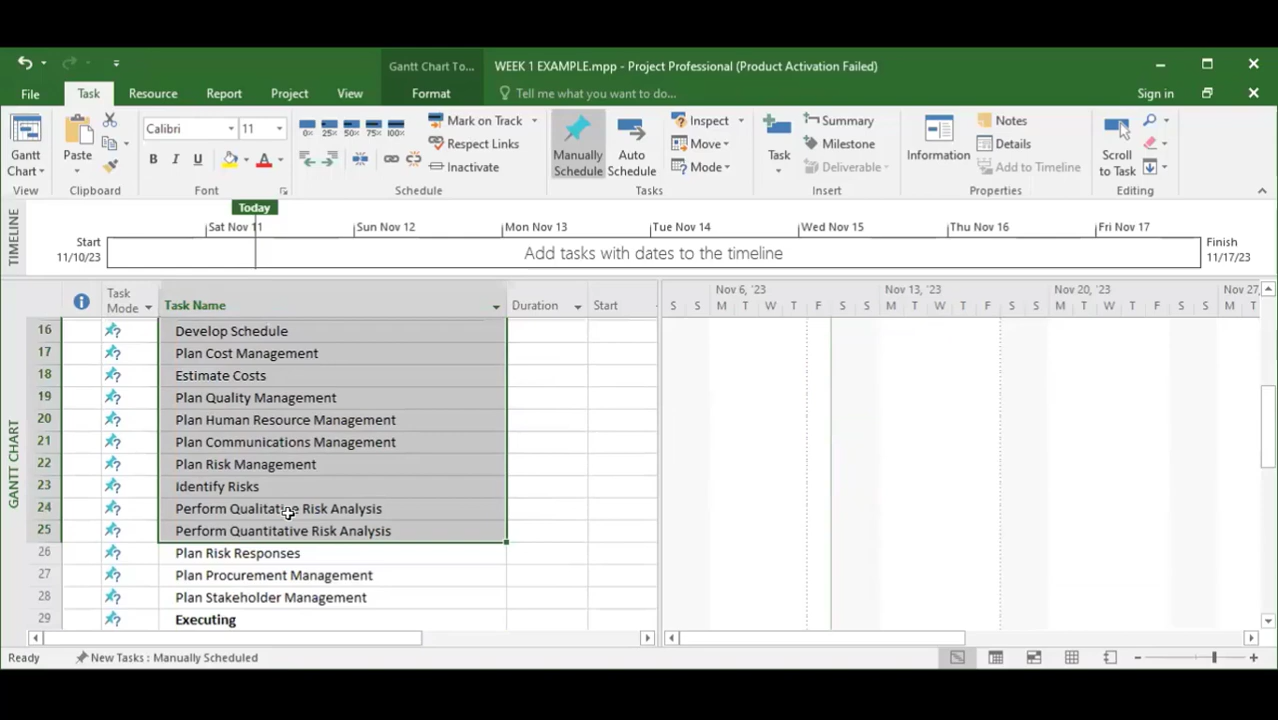 Gantt Chart To... WEEK 1 EXAMPLE.mpp - Project Professional (Product Activation Failed)
File Task Resource Report Project View Format Tell me what you want to do... Sign in
Gantt Chart
View
Paste
Clipboard
Calibri 11
B I U A
Font
0% 25% 50% 75% 100%
Mark on Track
Respect Links
Inactivate
Schedule
Manually Schedule
Auto Schedule
Inspect
Move
Mode
Tasks
Task
Summary
Milestone
Deliverable
Insert
Information
Notes
Details
Add to Timeline
Properties
Scroll to Task
Editing
TIMELINE
Today
Sat Nov 11 Sun Nov 12 Mon Nov 13 Tue Nov 14 Wed Nov 15 Thu Nov 16 Fri Nov 17
Start
11/10/23
Add tasks with dates to the timeline
Finish
11/17/23
GANTT CHART
Task Mode Task Name Duration Start
Nov 6, '23 Nov 13, '23 Nov 20, '23 Nov 27,
S S M T W T F S S M T W T F S S M T W T F S S M T
16 Develop Schedule
17 Plan Cost Management
18 Estimate Costs
19 Plan Quality Management
20 Plan Human Resource Management
21 Plan Communications Management
22 Plan Risk Management
23 Identify Risks
24 Perform Qualitative Risk Analysis
25 Perform Quantitative Risk Analysis
26 Plan Risk Responses
27 Plan Procurement Management
28 Plan Stakeholder Management
29 Executing
Ready New Tasks : Manually Scheduled